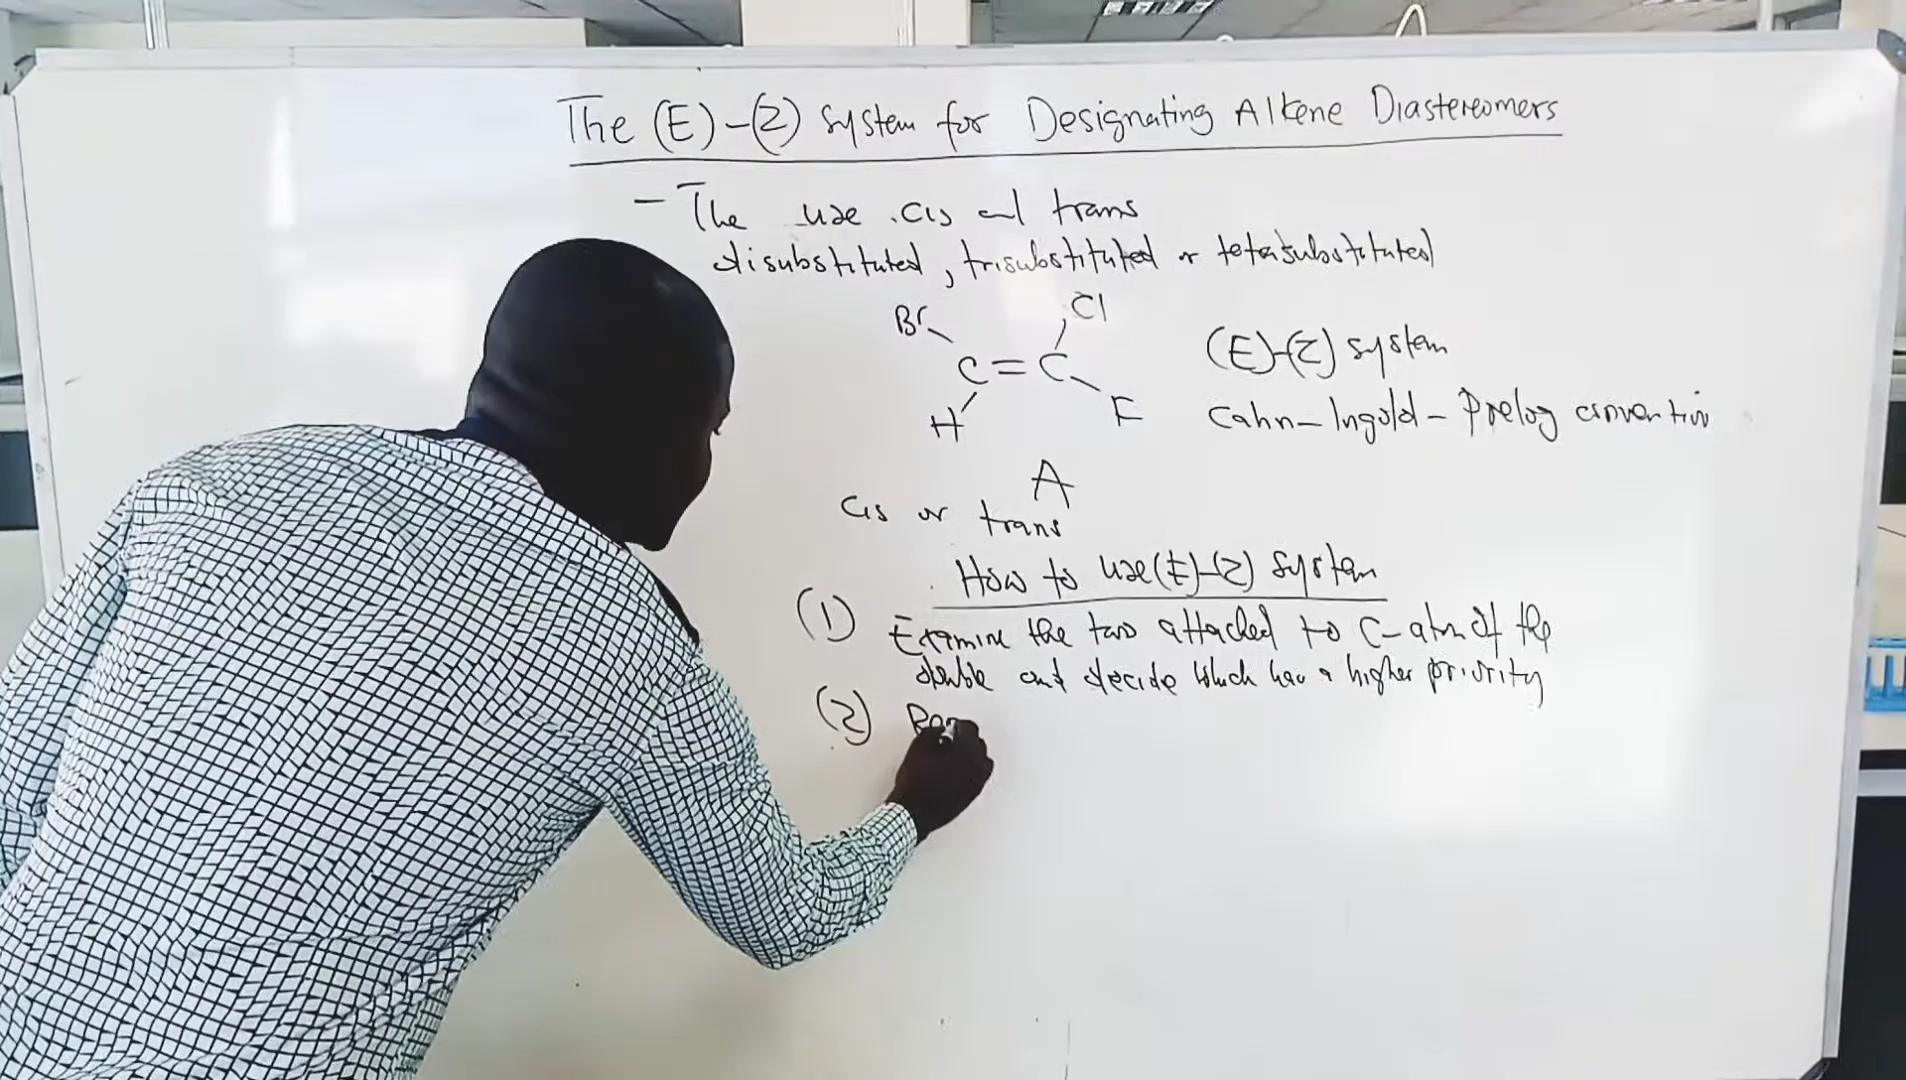 The (E)-(Z) System for Designating Alkene Diastereomers
- The use cis and trans
disubstituted, trisubstituted or tetrasubstituted
Br Cl
C=C
H F
(E)-(Z) system
Cahn-Ingold-Prelog convention
A
cis or trans
How to use (E)-(Z) system
(1) Examine the two attached to C-atom of the
double and decide which has a higher priority
(2)